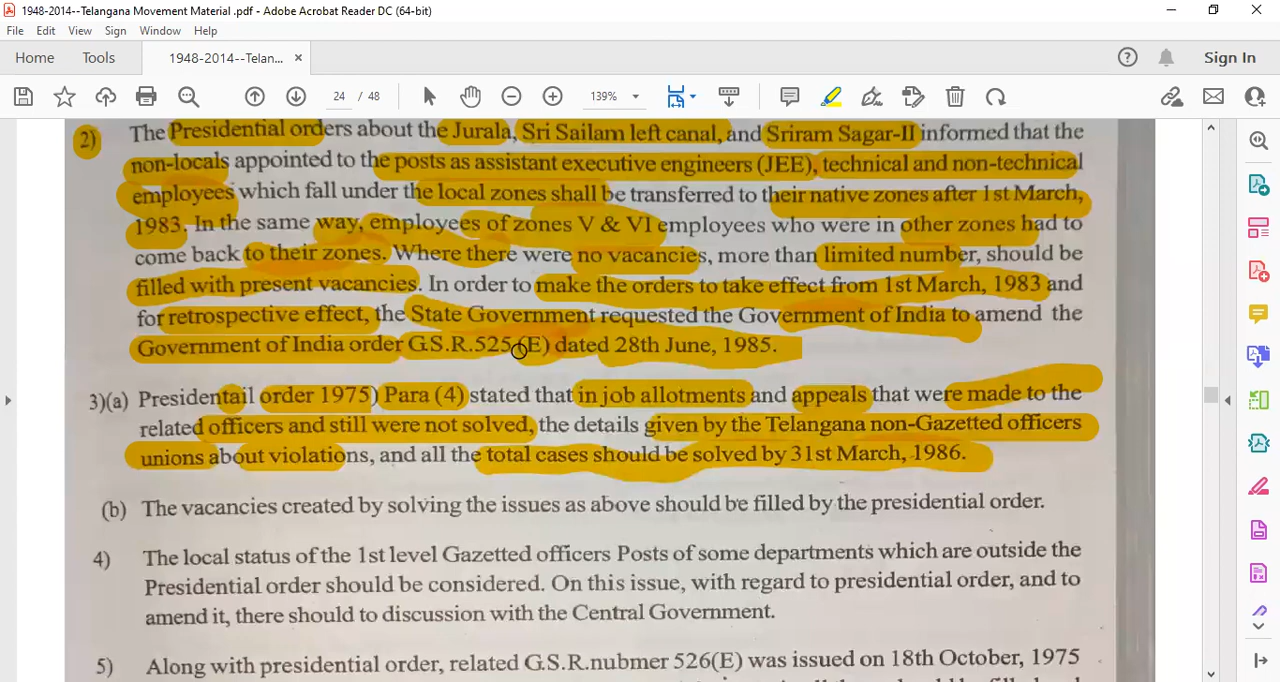 1948-2014--Telangana Movement Material .pdf - Adobe Acrobat Reader DC (64-bit)
File Edit View Sign Window Help
Home Tools 1948-2014--Telan... × Sign In
24 / 48 139%
2) The Presidential orders about the Jurala, Sri Sailam left canal, and Sriram Sagar-II informed that the
non-locals appointed to the posts as assistant executive engineers (JEE), technical and non-technical
employees which fall under the local zones shall be transferred to their native zones after 1st March,
1983. In the same way, employees of zones V & VI employees who were in other zones had to
come back to their zones. Where there were no vacancies, more than limited number, should be
filled with present vacancies. In order to make the orders to take effect from 1st March, 1983 and
for retrospective effect, the State Government requested the Government of India to amend the
Government of India order G.S.R.525 (E) dated 28th June, 1985.
3)(a) Presidentail order 1975) Para (4) stated that in job allotments and appeals that were made to the
related officers and still were not solved, the details given by the Telangana non-Gazetted officers
unions about violations, and all the total cases should be solved by 31st March, 1986.
(b) The vacancies created by solving the issues as above should be filled by the presidential order.
4) The local status of the 1st level Gazetted officers Posts of some departments which are outside the
Presidential order should be considered. On this issue, with regard to presidential order, and to
amend it, there should to discussion with the Central Government.
5) Along with presidential order, related G.S.R.nubmer 526(E) was issued on 18th October, 1975